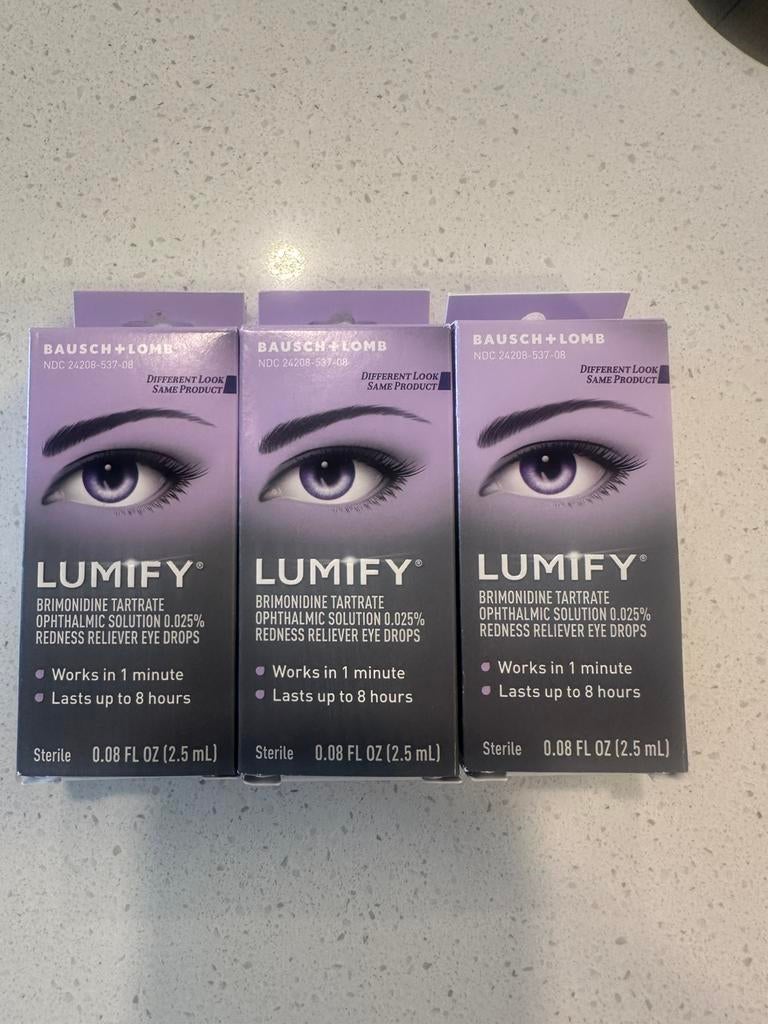 BAUSCH+LOMB
NDC 24208-537-08
DIFFERENT LOOK
SAME PRODUCT
LUMIFY®
BRIMONIDINE TARTRATE
OPHTHALMIC SOLUTION 0.025%
REDNESS RELIEVER EYE DROPS
Works in 1 minute
Lasts up to 8 hours
Sterile 0.08 FL OZ (2.5 mL)
BAUSCH+LOMB
NDC 24208-537-08
DIFFERENT LOOK
SAME PRODUCT
LUMIFY®
BRIMONIDINE TARTRATE
OPHTHALMIC SOLUTION 0.025%
REDNESS RELIEVER EYE DROPS
Works in 1 minute
Lasts up to 8 hours
Sterile 0.08 FL OZ (2.5 mL)
BAUSCH+LOMB
NDC 24208-537-08
DIFFERENT LOOK
SAME PRODUCT
LUMIFY®
BRIMONIDINE TARTRATE
OPHTHALMIC SOLUTION 0.025%
REDNESS RELIEVER EYE DROPS
Works in 1 minute
Lasts up to 8 hours
Sterile 0.08 FL OZ (2.5 mL)